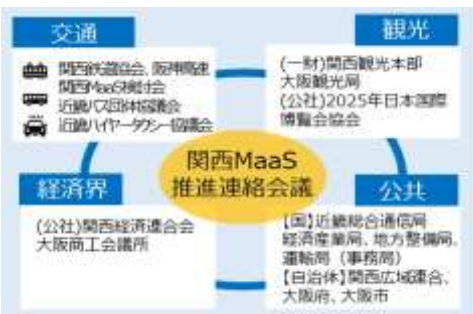 交通
関西鉄道協会、阪神高速
関西MaaS検討会
近畿バス団体協議会
近畿ハイヤータクシー協議会
観光
(一財)関西観光本部
大阪観光局
(公社)2025年日本国際
博覧会協会
関西MaaS
推進連絡会議
経済界
(公社)関西経済連合会
大阪商工会議所
公共
【国】近畿総合通信局
経済産業局、地方整備局、
運輸局(事務局)
【自治体】関西広域連合、
大阪府、大阪市